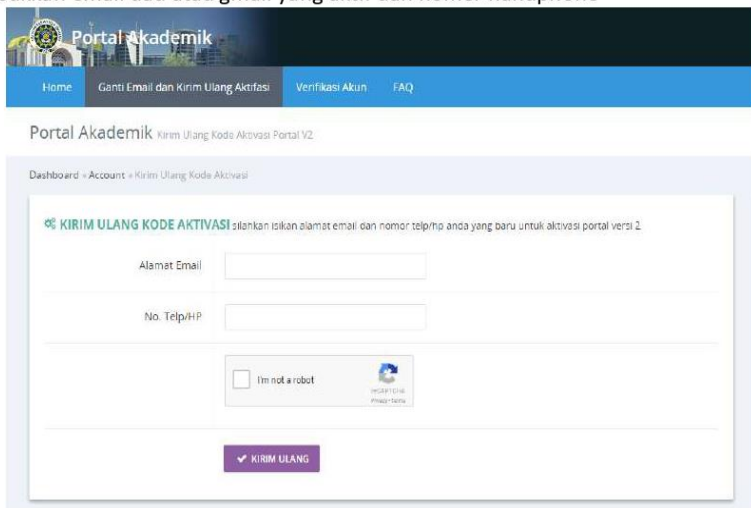 Portal Akademik
Home Ganti Email dan Kirim Ulang Aktifasi Verifikasi Akun FAQ
Portal Akademik Kirim Ulang Kode Aktivasi Portal V2
Dashboard » Account » Kirim Ulang Kode Aktivasi
KIRIM ULANG KODE AKTIVASI silahkan isikan alamat email dan nomor telp/hp anda yang baru untuk aktivasi portal versi 2.
Alamat Email
No. Telp/HP
I'm not a robot
reCAPTCHA
Privacy - Terms
KIRIM ULANG